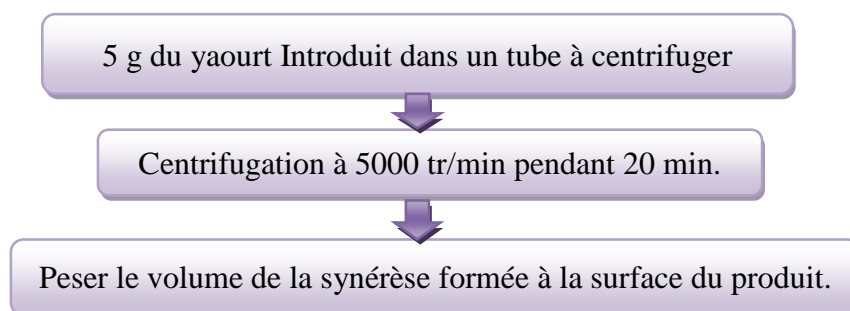 5 g du yaourt Introduit dans un tube à centrifuger
Centrifugation à 5000 tr/min pendant 20 min.
Peser le volume de la synérèse formée à la surface du produit.